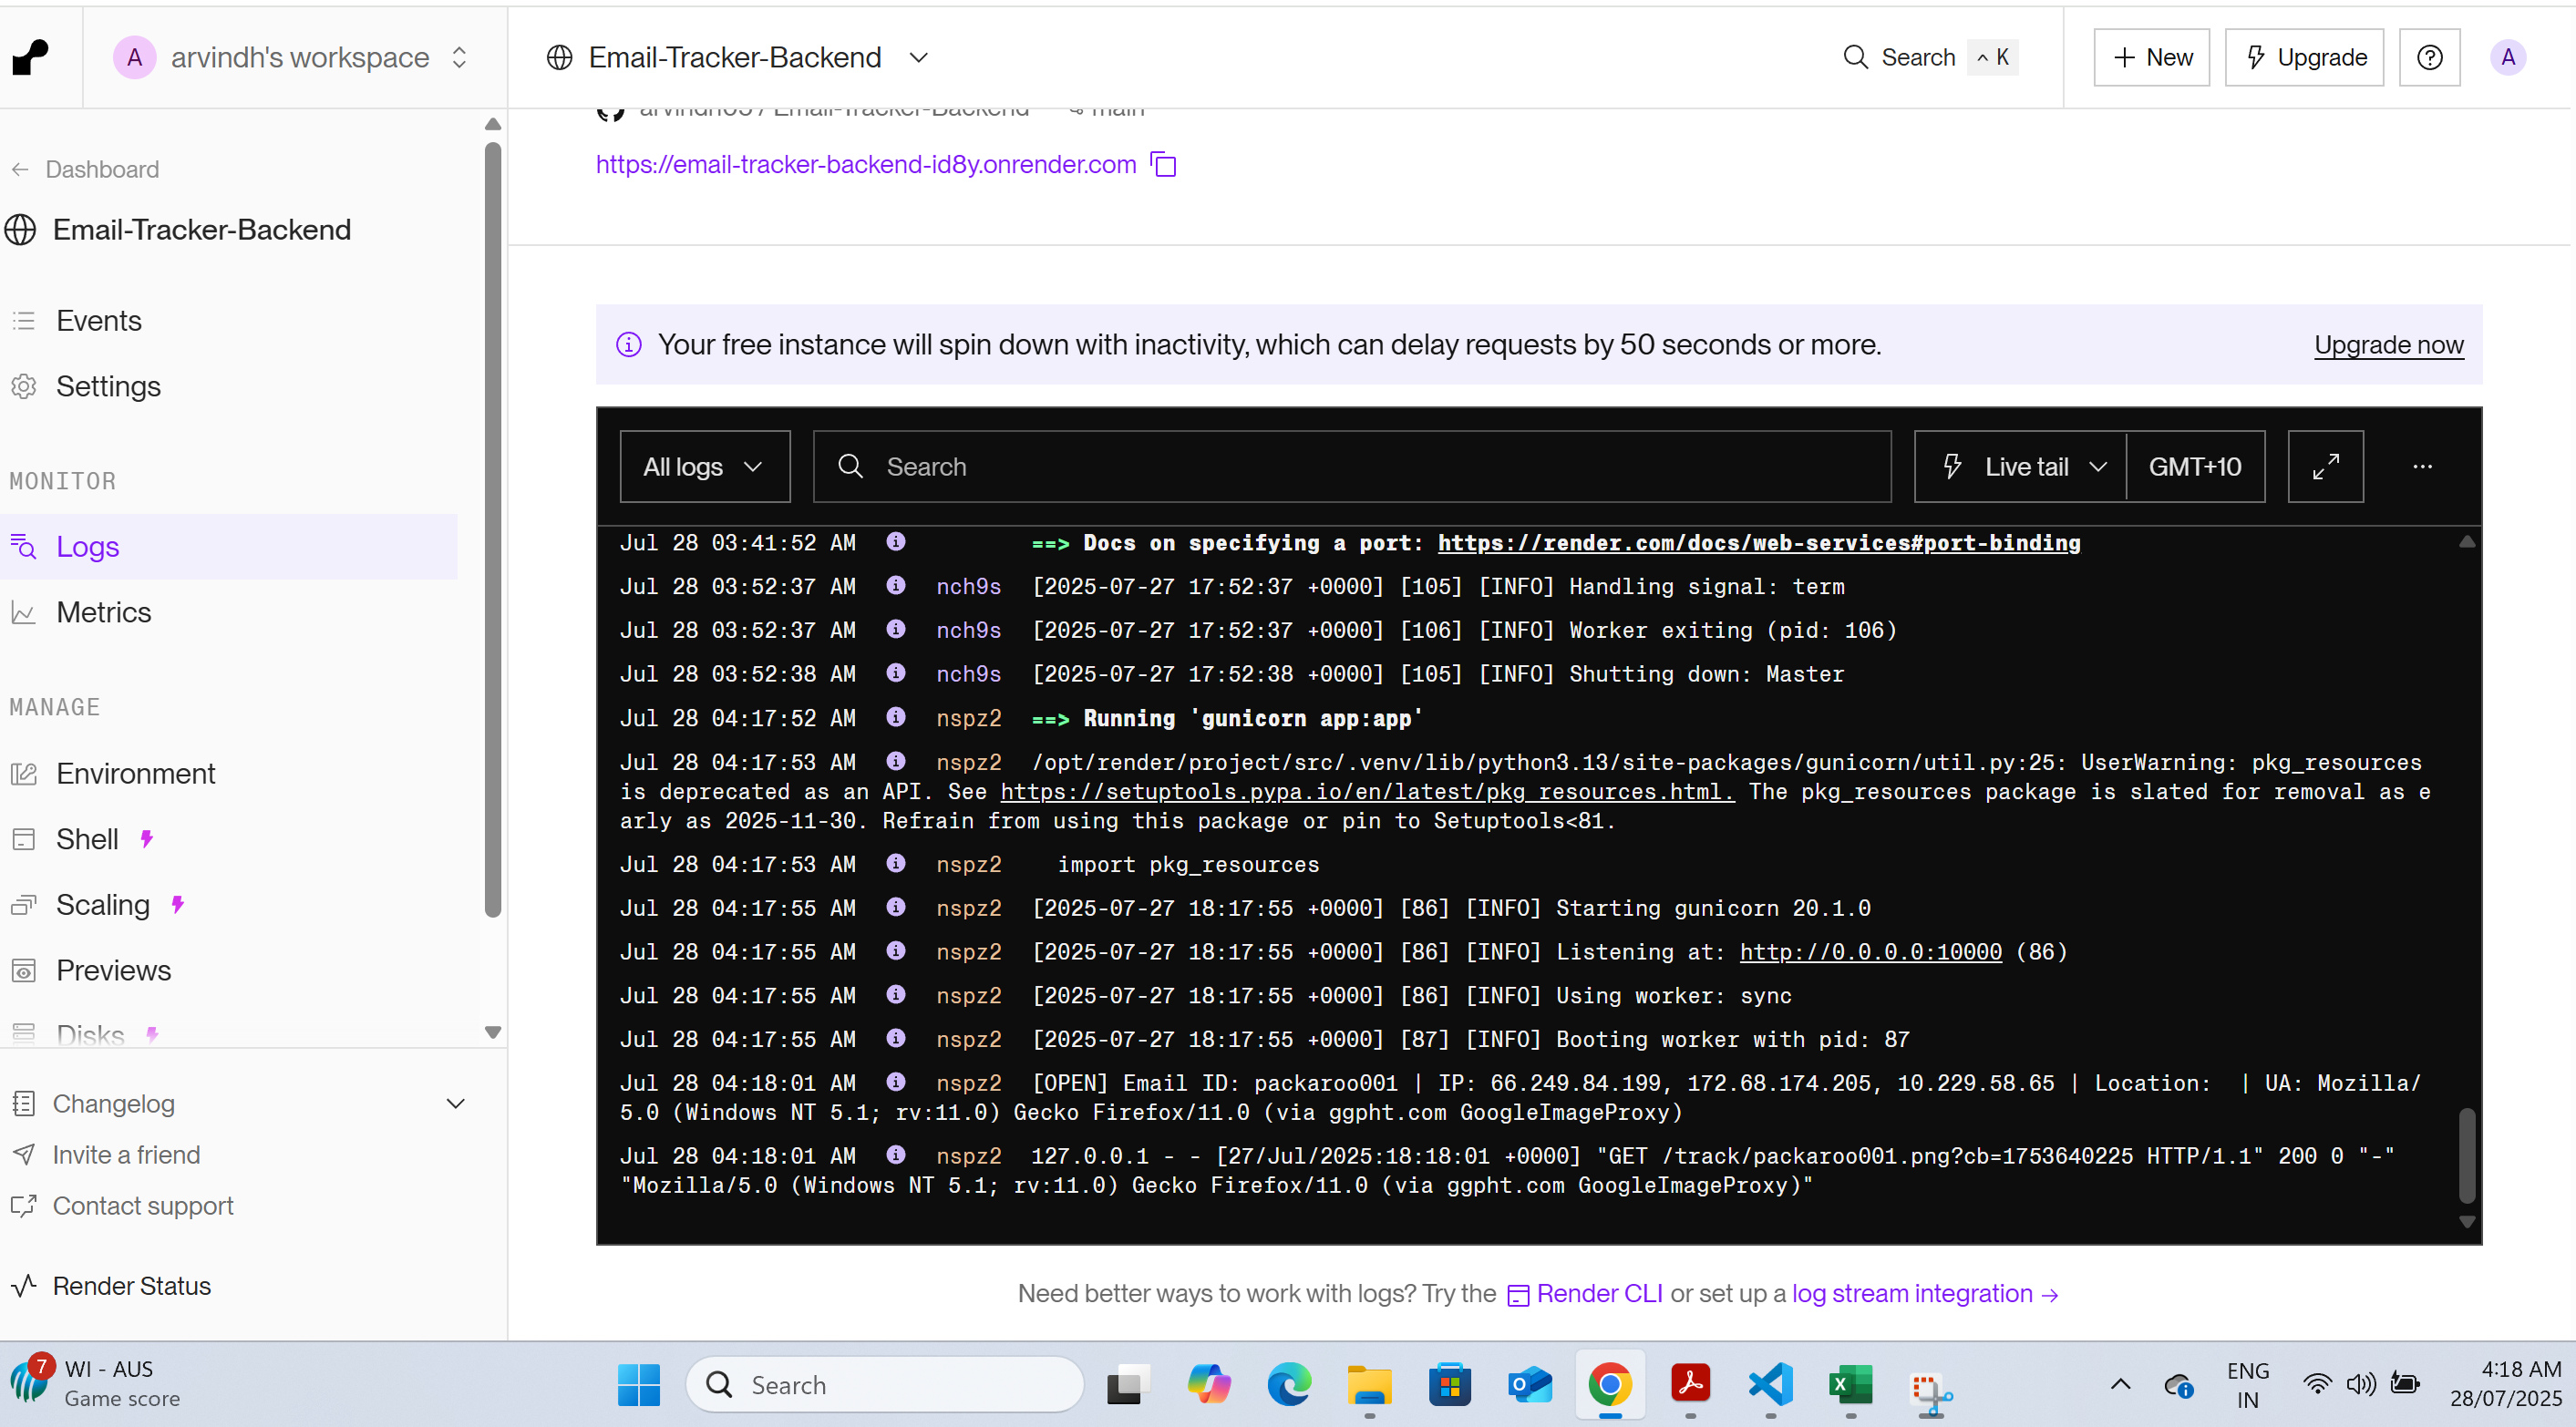 A arvindh's workspace
Email-Tracker-Backend
Search ^ K
+ New
Upgrade
A
← Dashboard
Email-Tracker-Backend
Events
Settings
MONITOR
Logs
Metrics
MANAGE
Environment
Shell
Scaling
Previews
Disks
Changelog
Invite a friend
Contact support
Render Status
Email-Tracker-Backend main
https://email-tracker-backend-id8y.onrender.com
Your free instance will spin down with inactivity, which can delay requests by 50 seconds or more.
Upgrade now
All logs
Search
Live tail
GMT+10
...
Jul 28 03:41:52 AM ==> Docs on specifying a port: https://render.com/docs/web-services#port-binding
Jul 28 03:52:37 AM nch9s [2025-07-27 17:52:37 +0000] [105] [INFO] Handling signal: term
Jul 28 03:52:37 AM nch9s [2025-07-27 17:52:37 +0000] [106] [INFO] Worker exiting (pid: 106)
Jul 28 03:52:38 AM nch9s [2025-07-27 17:52:38 +0000] [105] [INFO] Shutting down: Master
Jul 28 04:17:52 AM nspz2 ==> Running 'gunicorn app:app'
Jul 28 04:17:53 AM nspz2 /opt/render/project/src/.venv/lib/python3.13/site-packages/gunicorn/util.py:25: UserWarning: pkg_resources
is deprecated as an API. See https://setuptools.pypa.io/en/latest/pkg_resources.html. The pkg_resources package is slated for removal as e
arly as 2025-11-30. Refrain from using this package or pin to Setuptools<81.
Jul 28 04:17:53 AM nspz2 import pkg_resources
Jul 28 04:17:55 AM nspz2 [2025-07-27 18:17:55 +0000] [86] [INFO] Starting gunicorn 20.1.0
Jul 28 04:17:55 AM nspz2 [2025-07-27 18:17:55 +0000] [86] [INFO] Listening at: http://0.0.0.0:10000 (86)
Jul 28 04:17:55 AM nspz2 [2025-07-27 18:17:55 +0000] [86] [INFO] Using worker: sync
Jul 28 04:17:55 AM nspz2 [2025-07-27 18:17:55 +0000] [87] [INFO] Booting worker with pid: 87
Jul 28 04:18:01 AM nspz2 [OPEN] Email ID: packaroo001 | IP: 66.249.84.199, 172.68.174.205, 10.229.58.65 | Location: | UA: Mozilla/
5.0 (Windows NT 5.1; rv:11.0) Gecko Firefox/11.0 (via ggpht.com GoogleImageProxy)
Jul 28 04:18:01 AM nspz2 127.0.0.1 - - [27/Jul/2025:18:18:01 +0000] "GET /track/packaroo001.png?cb=1753640225 HTTP/1.1" 200 0 "-"
"Mozilla/5.0 (Windows NT 5.1; rv:11.0) Gecko Firefox/11.0 (via ggpht.com GoogleImageProxy)"
Need better ways to work with logs? Try the Render CLI or set up a log stream integration →
7
WI - AUS
Game score
Search
ENG
IN
4:18 AM
28/07/2025